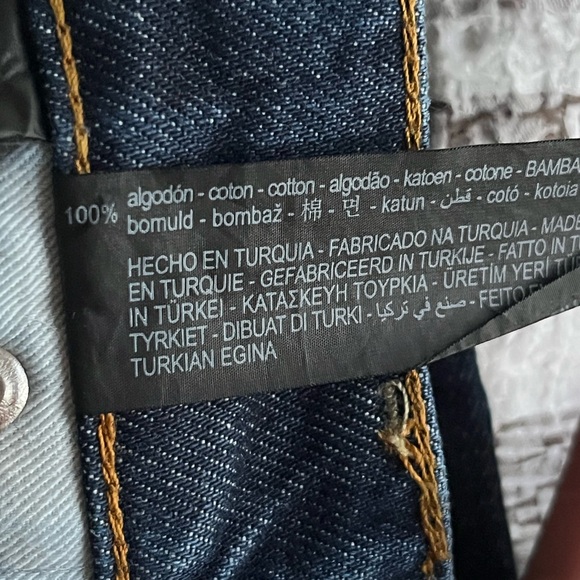 100% algodón - coton - cotton - algodão - katoen - cotone - BAMBA
bomuld - bombaž - 棉 - 면 - katun - قطن - cotó - kotoia
HECHO EN TURQUIA - FABRICADO NA TURQUIA - MADE
EN TURQUIE - GEFABRICEERD IN TURKIJE - FATTO IN T
IN TÜRKEI - ΚΑΤΑΣΚΕΥΗ ΤΟΥΡΚΙΑ - ÜRETİM YERİ TÜR
TYRKIET - DIBUAT DI TURKI - صنع في تركيا - FEITO E
TURKIAN EGINA